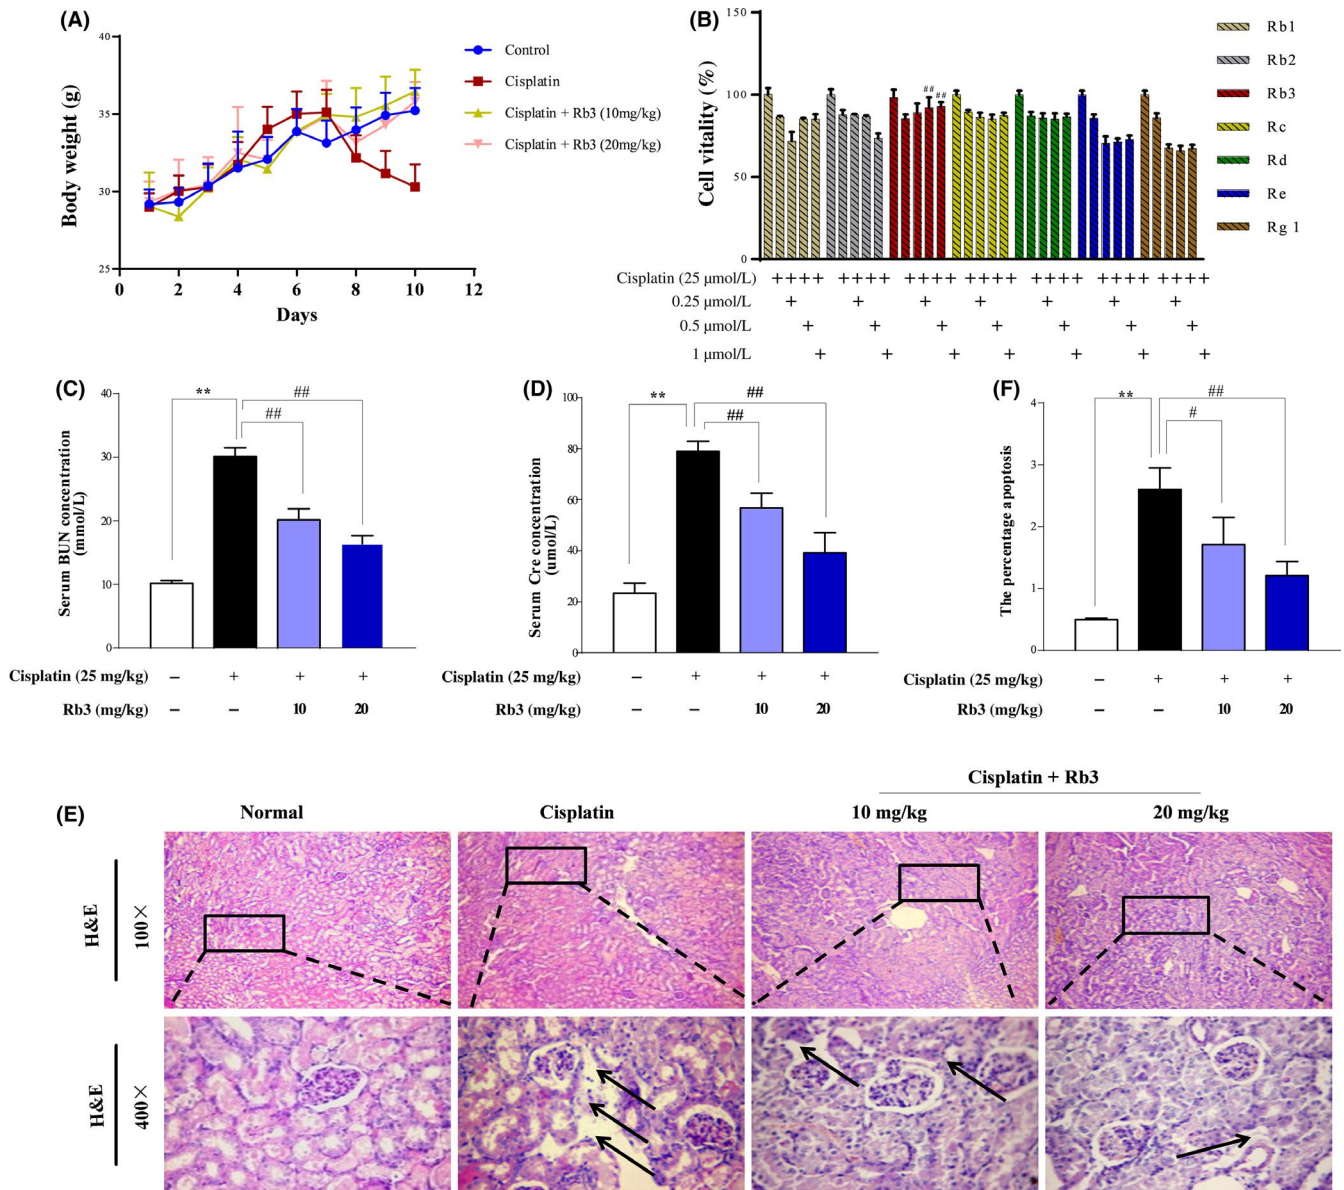 (A)
Body weight (g)
40
35
30
25
0 2 4 6 8 10 12
Days
Control
Cisplatin
Cisplatin + Rb3 (10mg/kg)
Cisplatin + Rb3 (20mg/kg)
(B)
Cell vitality (%)
150
100
50
0
## ##
Rb1
Rb2
Rb3
Rc
Rd
Re
Rg 1
Cisplatin (25 μmol/L) ++++ ++++ ++++ ++++ ++++ ++++ ++++
0.25 μmol/L + + + + + + +
0.5 μmol/L + + + + + + +
1 μmol/L + + + + + + +
(C)
Serum BUN concentration
(mmol/L)
40
30
20
10
0
** ##
##
Cisplatin (25 mg/kg) − + + +
Rb3 (mg/kg) − − 10 20
(D)
Serum Cre concentration
(umol/L)
100
80
60
40
20
0
** ##
##
Cisplatin (25 mg/kg) − + + +
Rb3 (mg/kg) − − 10 20
(F)
The percentage apoptosis
4
3
2
1
0
** ##
#
Cisplatin (25 mg/kg) − + + +
Rb3 (mg/kg) − − 10 20
(E)
Cisplatin + Rb3
Normal Cisplatin 10 mg/kg 20 mg/kg
H&E 100×
H&E 400×